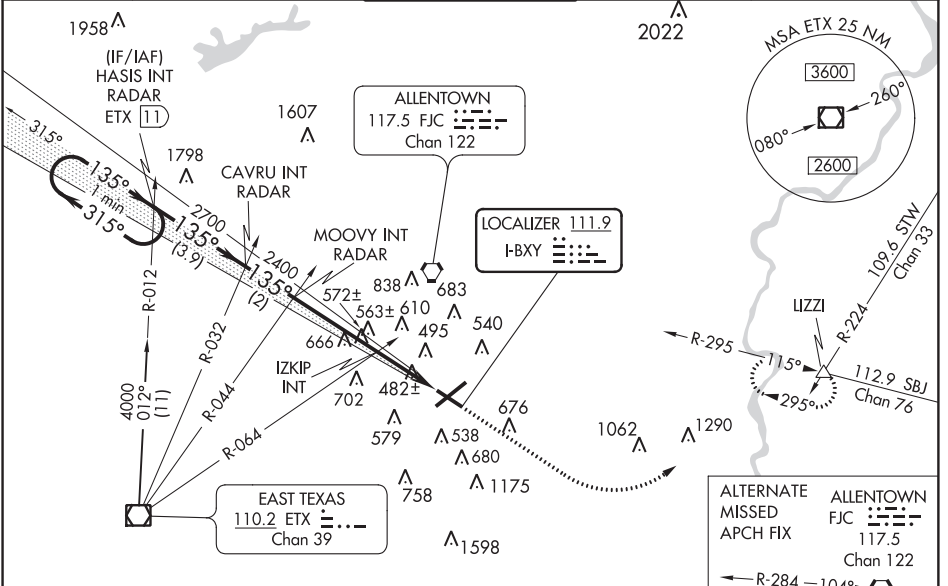 1958
2022
(IF/IAF)
HASIS INT
RADAR
ETX 11
MSA ETX 25 NM
3600
260°
080°
2600
1607
ALLENTOWN
117.5 FJC
Chan 122
1798
CAVRU INT
RADAR
315°
135°
1 min
315°
2700
135°
(3.9)
MOOVY INT
RADAR
2400
135°
(2)
LOCALIZER 111.9
I-BXY
109.6 STW
Chan 33
R-224
LIZZI
R-295
115°
295°
112.9 SBJ
Chan 76
838
683
572±
563±
610
495
540
666
IZKIP
INT
702
482±
R-012
R-032
R-044
R-064
4000
012°
(11)
579
538
676
680
1062
1290
758
1175
1598
EAST TEXAS
110.2 ETX
Chan 39
ALTERNATE
MISSED
APCH FIX
ALLENTOWN
FJC
117.5
Chan 122
R-284
104°